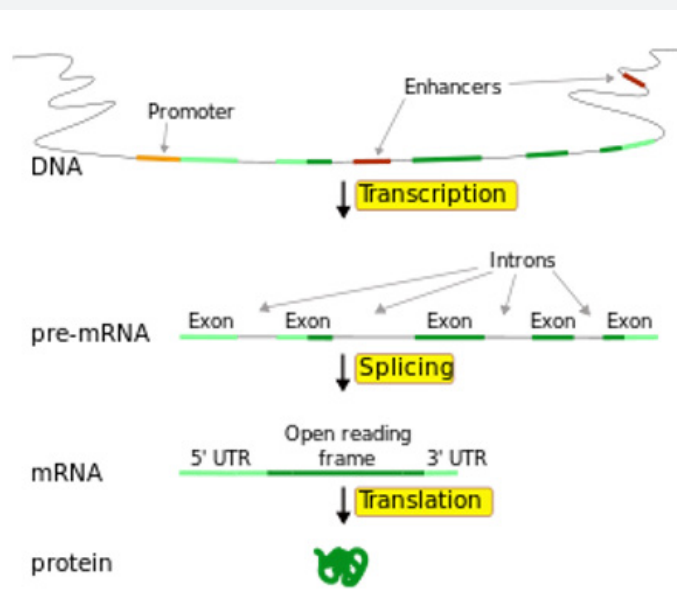 Enhancers
Promoter
DNA
Transcription
Introns
Exon Exon Exon Exon Exon
pre-mRNA
Splicing
Open reading
5' UTR frame 3' UTR
mRNA
Translation
protein